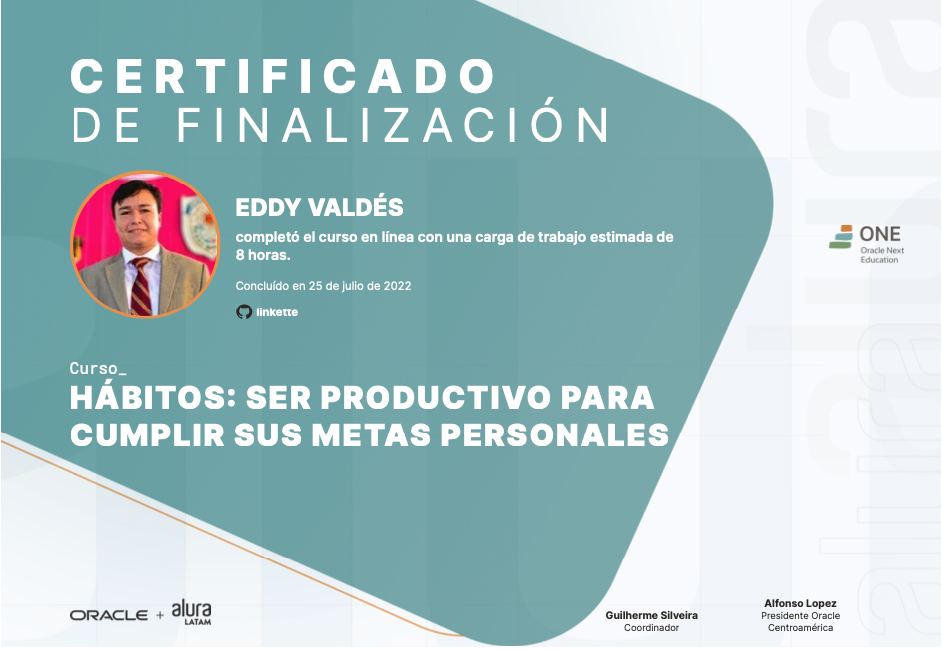 CERTIFICADO
DE FINALIZACIÓN
EDDY VALDÉS
completó el curso en línea con una carga de trabajo estimada de
8 horas.
Concluído en 25 de julio de 2022
linkette
ONE
Oracle Next
Education
Curso_
HÁBITOS: SER PRODUCTIVO PARA
CUMPLIR SUS METAS PERSONALES
ORACLE + alura
LATAM
Guilherme Silveira
Coordinador
Alfonso Lopez
Presidente Oracle
Centroamérica
alura
alura